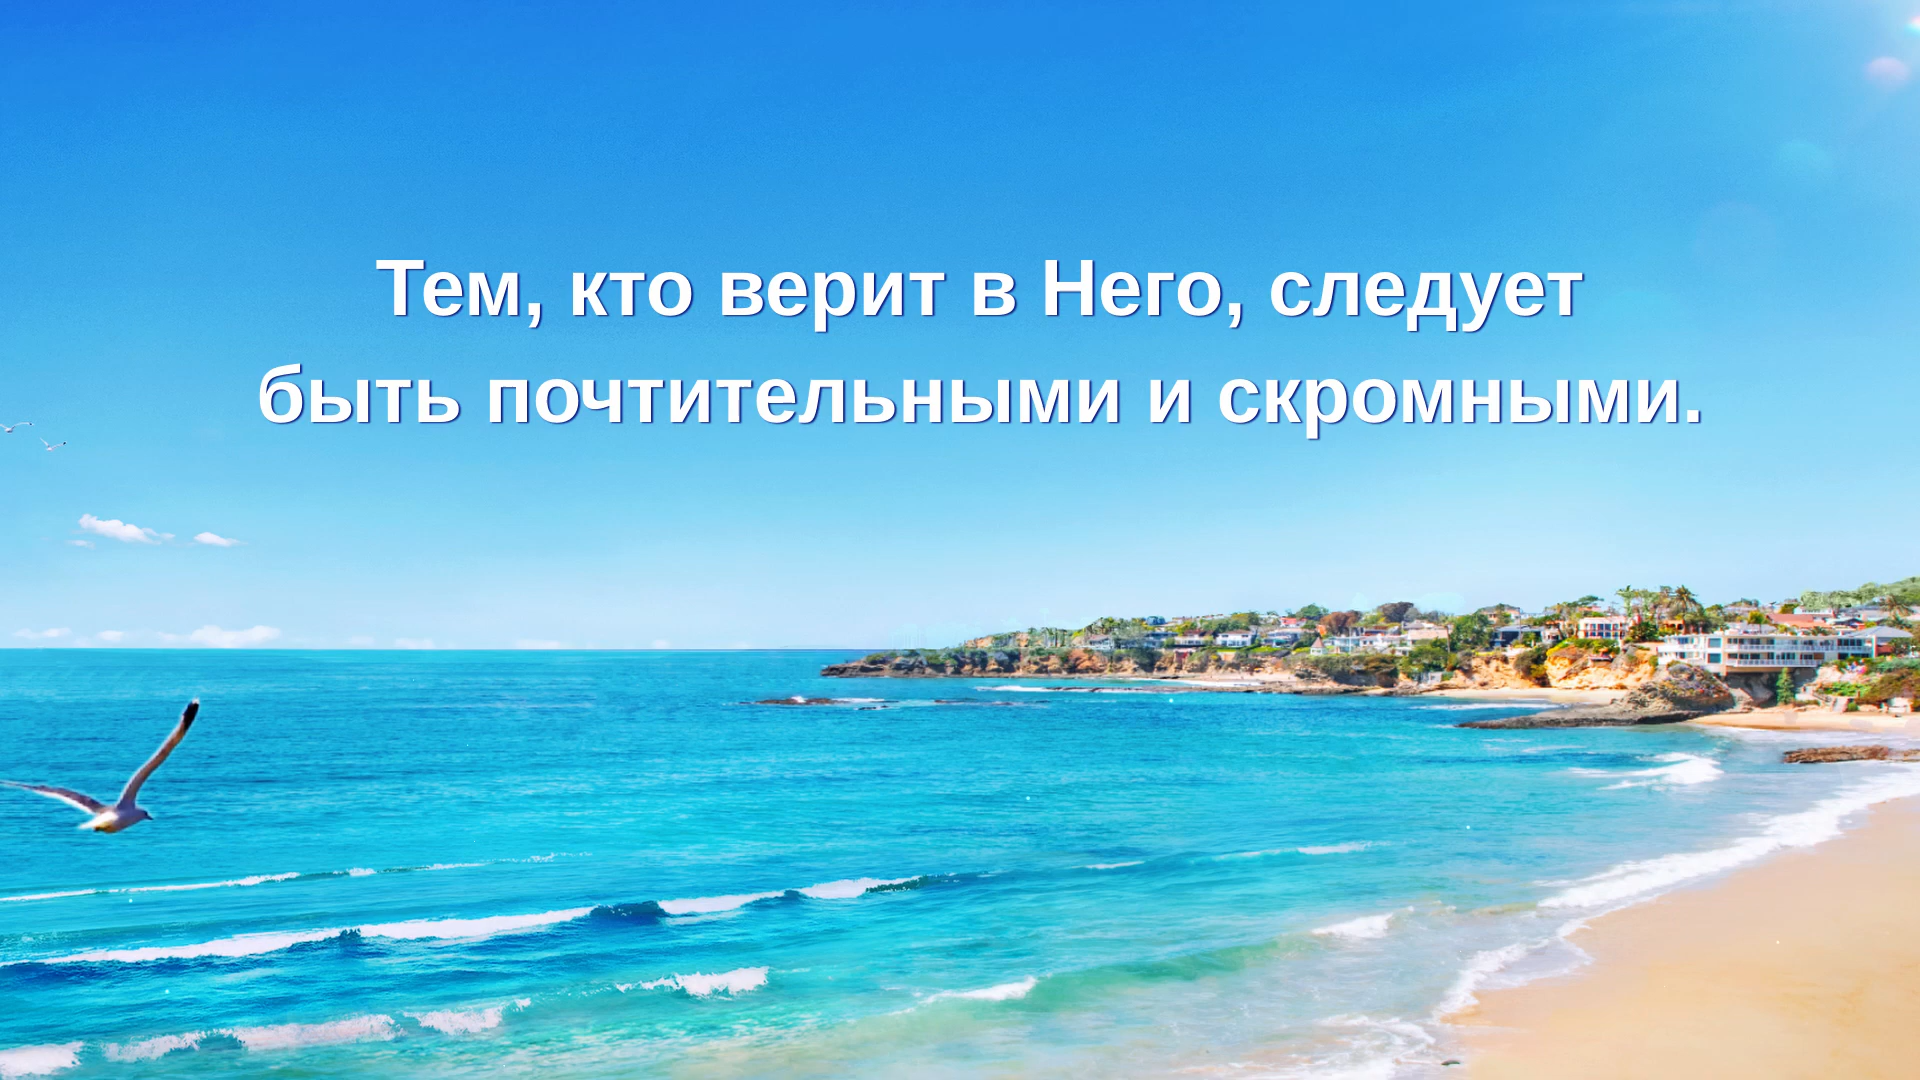 Тем, кто верит в Него, следует
быть почтительными и скромными.